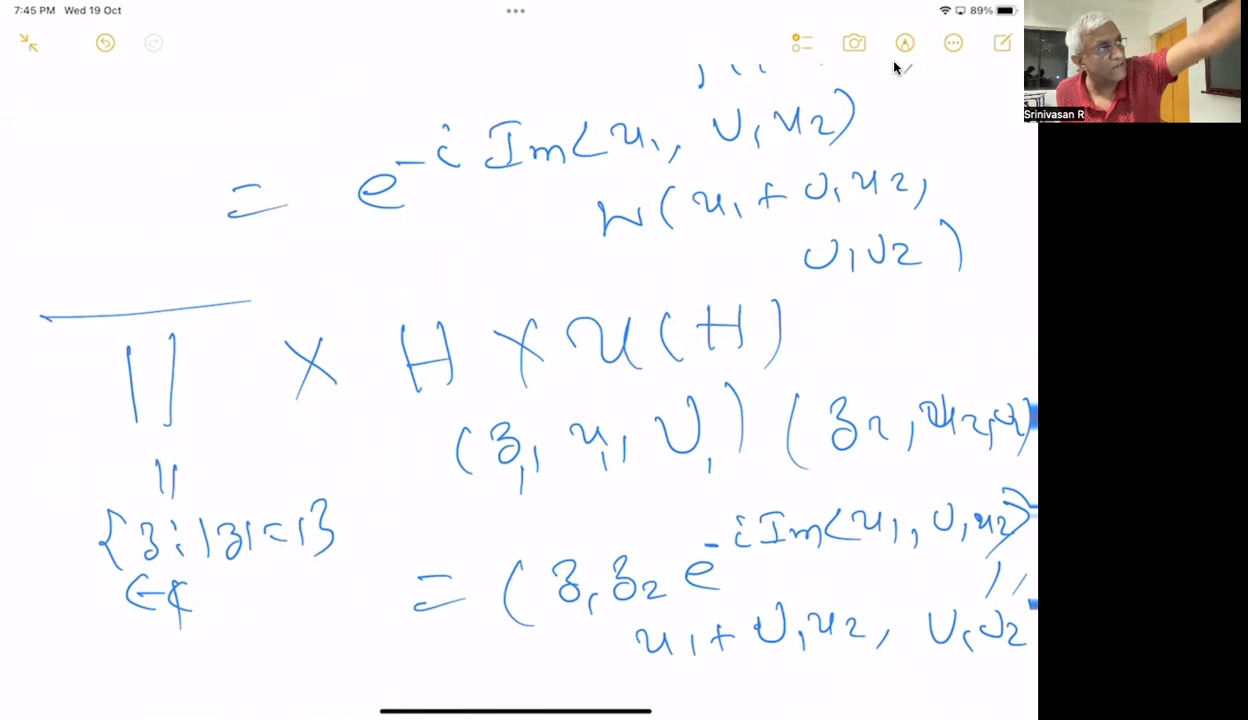 7:45 PM Wed 19 Oct
89%
Srinivasan R
= e^{-i Im⟨u₁, U₁u₂⟩}
W(u₁ + U₁u₂,
U₁U₂)
𝕋 × H × U(H)
(z₁, u₁, U₁) (z₂, u₂, U₂)
=
{z : |z| = 1}
⊂ ℂ
= (z₁z₂ e^{-i Im⟨u₁, U₁u₂⟩},
u₁ + U₁u₂, U₁U₂